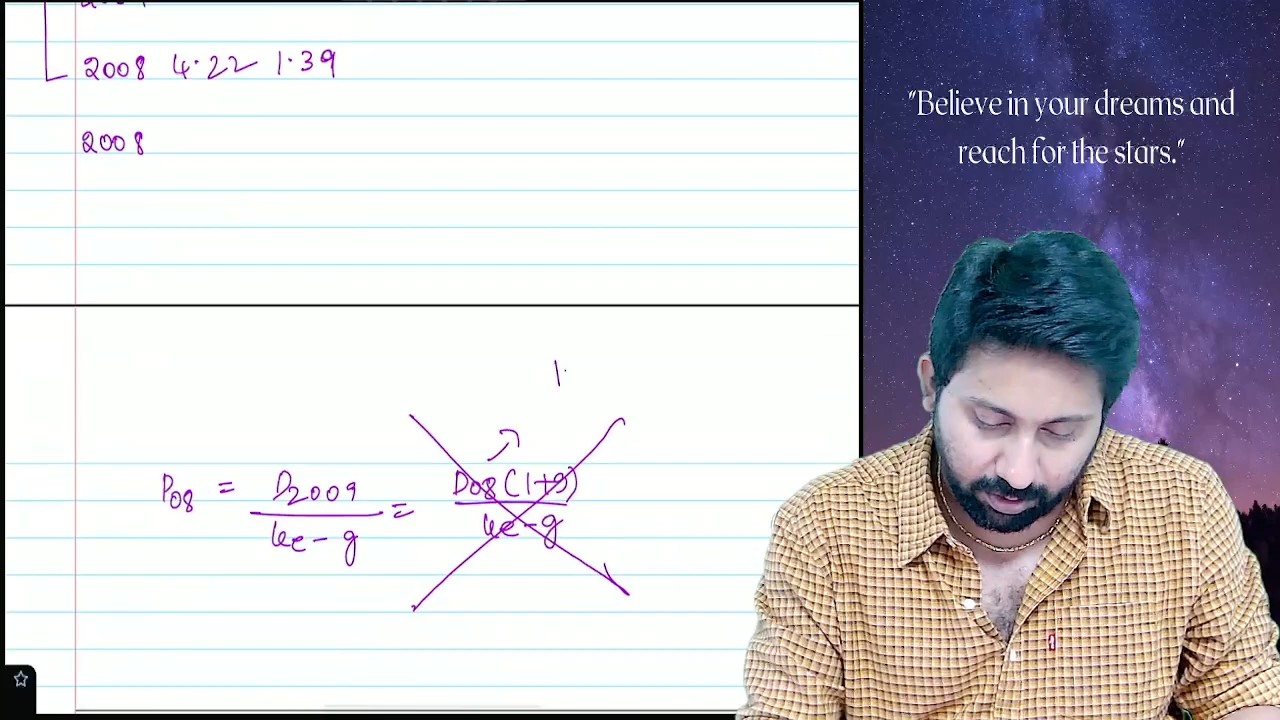 2008 4.22 1.39
2008
1.
P08 = D2009 / ke - g = D08 (1+g) / ke - g
"Believe in your dreams and
reach for the stars."